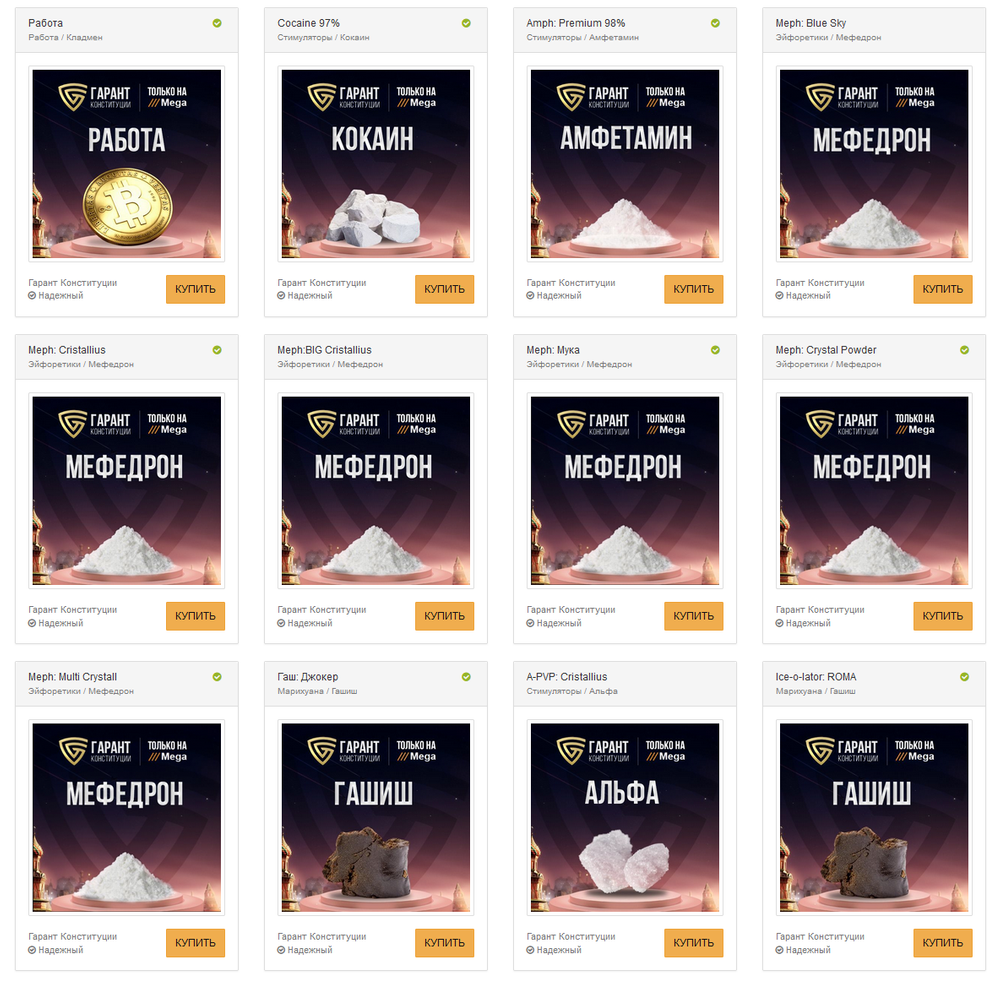 Работа
Работа / Кладмен
ГАРАНТ
КОНСТИТУЦИИ
ТОЛЬКО НА
Mega
РАБОТА
Гарант Конституции
Надежный
КУПИТЬ
Cocaine 97%
Стимуляторы / Кокаин
ГАРАНТ
КОНСТИТУЦИИ
ТОЛЬКО НА
Mega
КОКАИН
Гарант Конституции
Надежный
КУПИТЬ
Amph: Premium 98%
Стимуляторы / Амфетамин
ГАРАНТ
КОНСТИТУЦИИ
ТОЛЬКО НА
Mega
АМФЕТАМИН
Гарант Конституции
Надежный
КУПИТЬ
Meph: Blue Sky
Эйфоретики / Мефедрон
ГАРАНТ
КОНСТИТУЦИИ
ТОЛЬКО НА
Mega
МЕФЕДРОН
Гарант Конституции
Надежный
КУПИТЬ
Meph: Cristallius
Эйфоретики / Мефедрон
ГАРАНТ
КОНСТИТУЦИИ
ТОЛЬКО НА
Mega
МЕФЕДРОН
Гарант Конституции
Надежный
КУПИТЬ
Meph:BIG Cristallius
Эйфоретики / Мефедрон
ГАРАНТ
КОНСТИТУЦИИ
ТОЛЬКО НА
Mega
МЕФЕДРОН
Гарант Конституции
Надежный
КУПИТЬ
Meph: Мука
Эйфоретики / Мефедрон
ГАРАНТ
КОНСТИТУЦИИ
ТОЛЬКО НА
Mega
МЕФЕДРОН
Гарант Конституции
Надежный
КУПИТЬ
Meph: Crystal Powder
Эйфоретики / Мефедрон
ГАРАНТ
КОНСТИТУЦИИ
ТОЛЬКО НА
Mega
МЕФЕДРОН
Гарант Конституции
Надежный
КУПИТЬ
Meph: Multi Crystall
Эйфоретики / Мефедрон
ГАРАНТ
КОНСТИТУЦИИ
ТОЛЬКО НА
Mega
МЕФЕДРОН
Гарант Конституции
Надежный
КУПИТЬ
Гаш: Джокер
Марихуана / Гашиш
ГАРАНТ
КОНСТИТУЦИИ
ТОЛЬКО НА
Mega
ГАШИШ
Гарант Конституции
Надежный
КУПИТЬ
A-PVP: Cristallius
Стимуляторы / Альфа
ГАРАНТ
КОНСТИТУЦИИ
ТОЛЬКО НА
Mega
АЛЬФА
Гарант Конституции
Надежный
КУПИТЬ
Ice-o-lator: ROMA
Марихуана / Гашиш
ГАРАНТ
КОНСТИТУЦИИ
ТОЛЬКО НА
Mega
ГАШИШ
Гарант Конституции
Надежный
КУПИТЬ